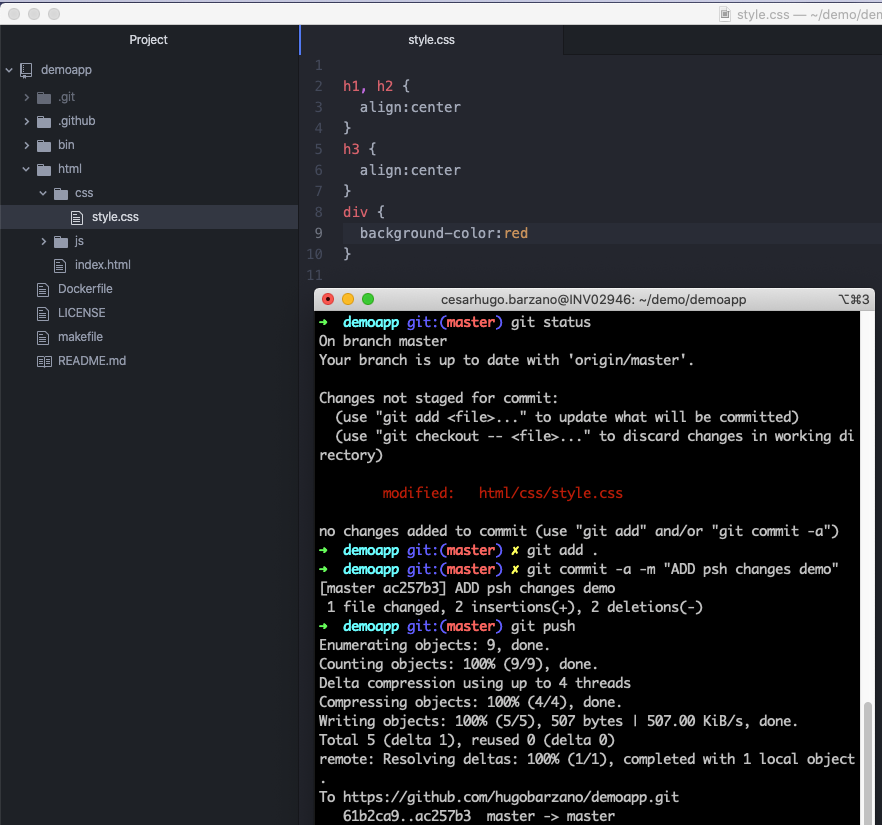 style.css — ~/demo/dem
Project
demoapp
.git
.github
bin
html
css
style.css
js
index.html
Dockerfile
LICENSE
makefile
README.md
style.css
1
2 h1, h2 {
3 align:center
4 }
5 h3 {
6 align:center
7 }
8 div {
9 background-color:red
10 }
11
cesarhugo.barzano@INV02946: ~/demo/demoapp ⌥⌘3
➜ demoapp git:(master) git status
On branch master
Your branch is up to date with 'origin/master'.
Changes not staged for commit:
(use "git add <file>..." to update what will be committed)
(use "git checkout -- <file>..." to discard changes in working di
rectory)
modified: html/css/style.css
no changes added to commit (use "git add" and/or "git commit -a")
➜ demoapp git:(master) ✗ git add .
➜ demoapp git:(master) ✗ git commit -a -m "ADD psh changes demo"
[master ac257b3] ADD psh changes demo
1 file changed, 2 insertions(+), 2 deletions(-)
➜ demoapp git:(master) git push
Enumerating objects: 9, done.
Counting objects: 100% (9/9), done.
Delta compression using up to 4 threads
Compressing objects: 100% (4/4), done.
Writing objects: 100% (5/5), 507 bytes | 507.00 KiB/s, done.
Total 5 (delta 1), reused 0 (delta 0)
remote: Resolving deltas: 100% (1/1), completed with 1 local object
.
To https://github.com/hugobarzano/demoapp.git
61b2ca9..ac257b3 master -> master